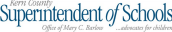 Kern County
Superintendent of Schools
Office of Mary C. Barlow ...advocates for children